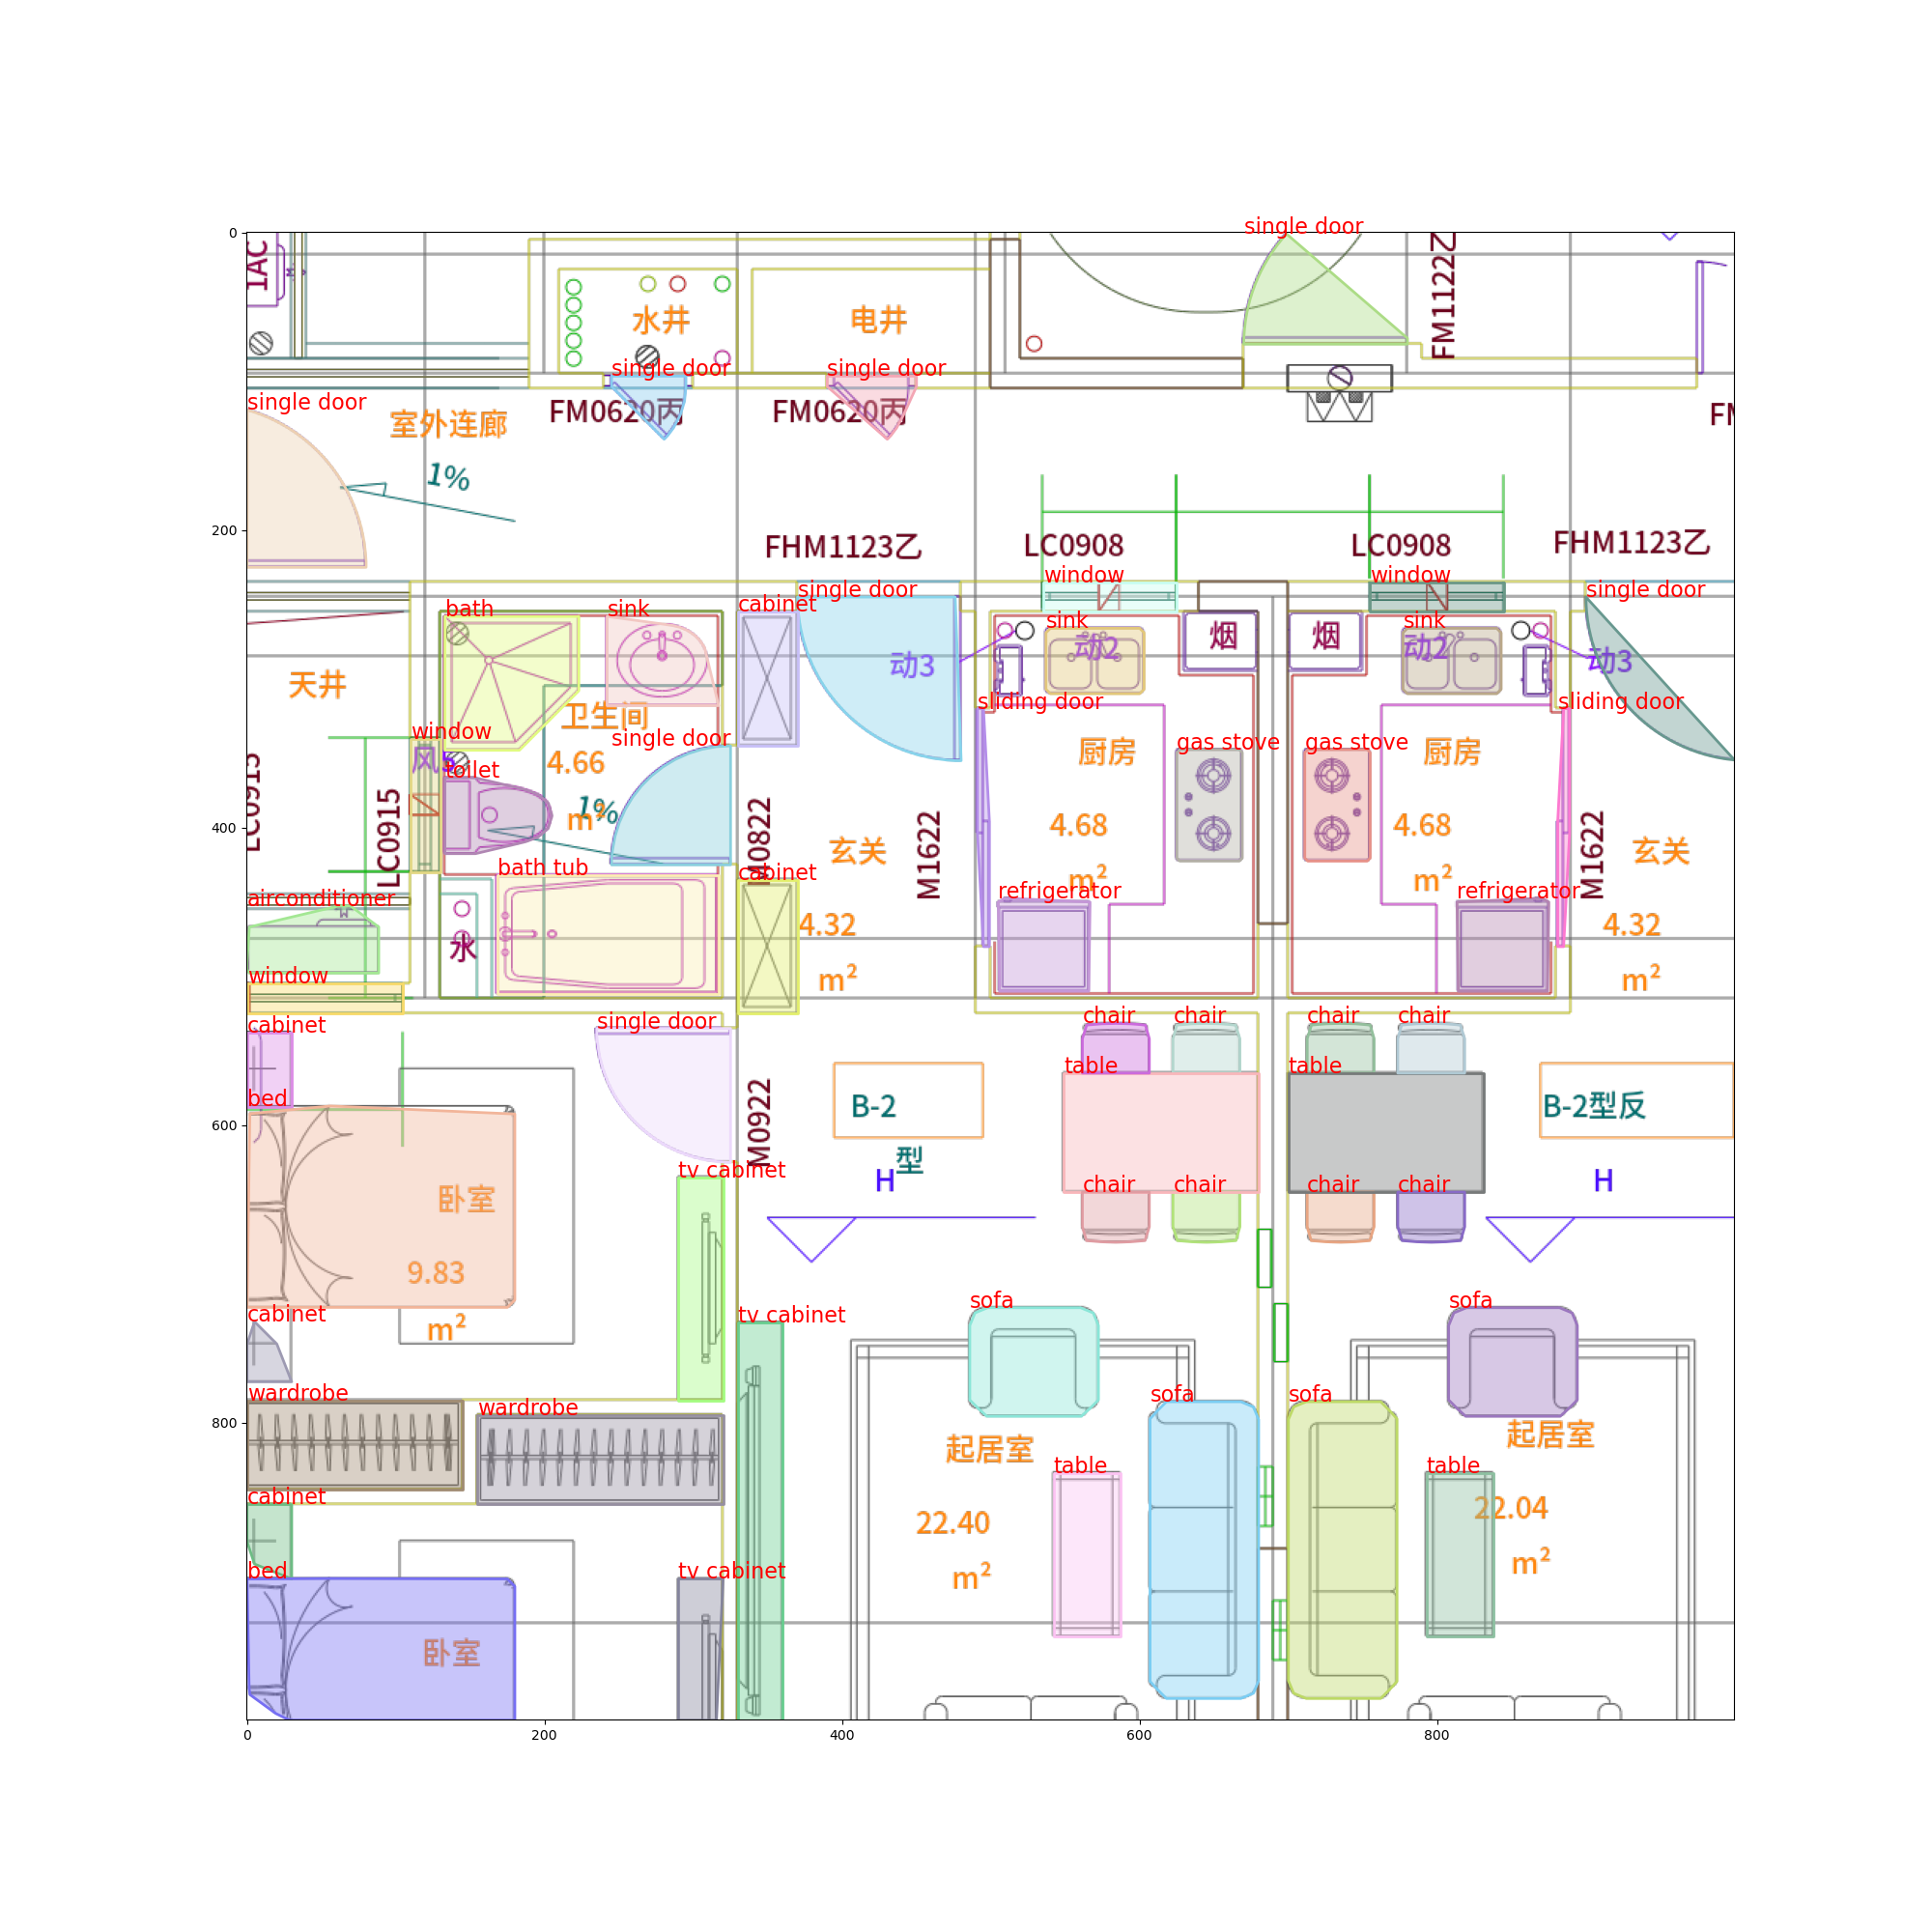 single door
0
1AC
水井
电井
FM1122乙
single door
single door
single door
室外连廊
FM0620丙
FM0620丙
1%
200
FHM1123乙
LC0908
LC0908
FHM1123乙
window
window
single door
single door
cabinet
bath
sink
sink
sink
烟
烟
动2
动2
动3
动3
天井
卫生间
sliding door
sliding door
window
single door
gas stove
gas stove
风
厨房
厨房
4.66
toilet
m²
1%
LC0915
LC0915
M0822
400
4.68
4.68
玄关
玄关
M1622
M1622
bath tub
cabinet
m²
m²
airconditioner
refrigerator
refrigerator
4.32
4.32
水
window
m²
m²
cabinet
single door
chair
chair
chair
chair
table
table
bed
B-2
型
B-2型反
M0922
600
tv cabinet
H
H
chair
chair
chair
chair
卧室
9.83
m²
cabinet
tv cabinet
sofa
sofa
wardrobe
wardrobe
sofa
sofa
800
起居室
起居室
table
table
cabinet
22.40
22.04
m²
m²
bed
tv cabinet
卧室
0
200
400
600
800